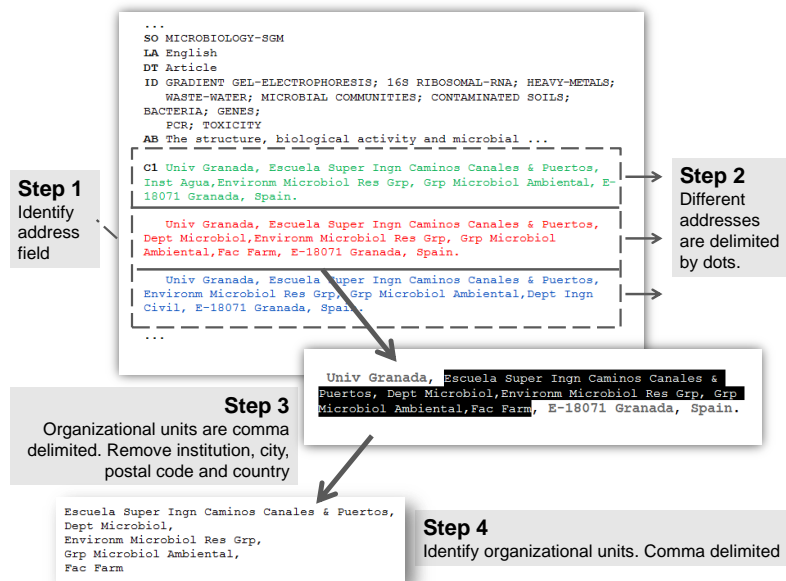 ...
SO MICROBIOLOGY-SGM
LA English
DT Article
ID GRADIENT GEL-ELECTROPHORESIS; 16S RIBOSOMAL-RNA; HEAVY-METALS;
WASTE-WATER; MICROBIAL COMMUNITIES; CONTAMINATED SOILS;
BACTERIA; GENES;
PCR; TOXICITY
AB The structure, biological activity and microbial ...
C1 Univ Granada, Escuela Super Ingn Caminos Canales & Puertos,
Inst Agua,Environm Microbiol Res Grp, Grp Microbiol Ambiental, E-
18071 Granada, Spain.
Univ Granada, Escuela Super Ingn Caminos Canales & Puertos,
Dept Microbiol,Environm Microbiol Res Grp, Grp Microbiol
Ambiental,Fac Farm, E-18071 Granada, Spain.
Univ Granada, Escuela Super Ingn Caminos Canales & Puertos,
Environm Microbiol Res Grp, Grp Microbiol Ambiental,Dept Ingn
Civil, E-18071 Granada, Spain.
...
Step 1
Identify
address
field
Step 2
Different
addresses
are delimited
by dots.
Univ Granada, Escuela Super Ingn Caminos Canales &
Puertos, Dept Microbiol,Environm Microbiol Res Grp, Grp
Microbiol Ambiental,Fac Farm, E-18071 Granada, Spain.
Step 3
Organizational units are comma
delimited. Remove institution, city,
postal code and country
Escuela Super Ingn Caminos Canales & Puertos,
Dept Microbiol,
Environm Microbiol Res Grp,
Grp Microbiol Ambiental,
Fac Farm
Step 4
Identify organizational units. Comma delimited